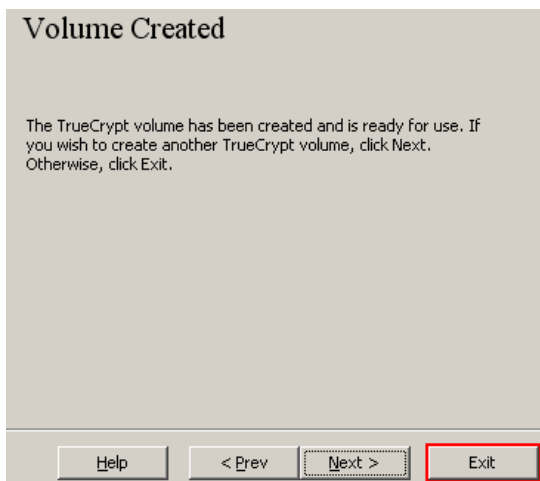 Volume Created
The TrueCrypt volume has been created and is ready for use. If
you wish to create another TrueCrypt volume, click Next.
Otherwise, click Exit.
Help < Prev Next > Exit